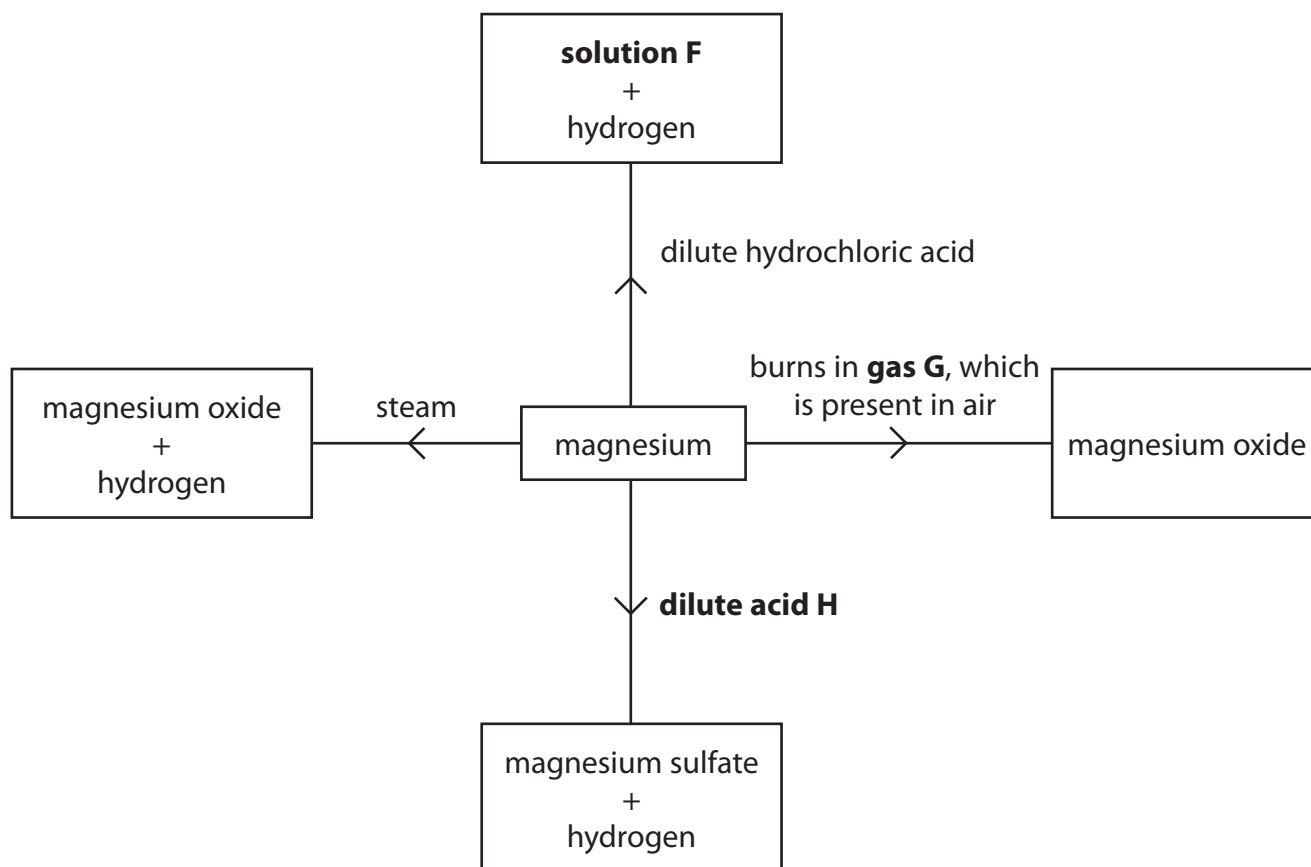 solution F
+
hydrogen
dilute hydrochloric acid
burns in gas G, which
is present in air
magnesium oxide
+
hydrogen
steam
magnesium
magnesium oxide
dilute acid H
magnesium sulfate
+
hydrogen